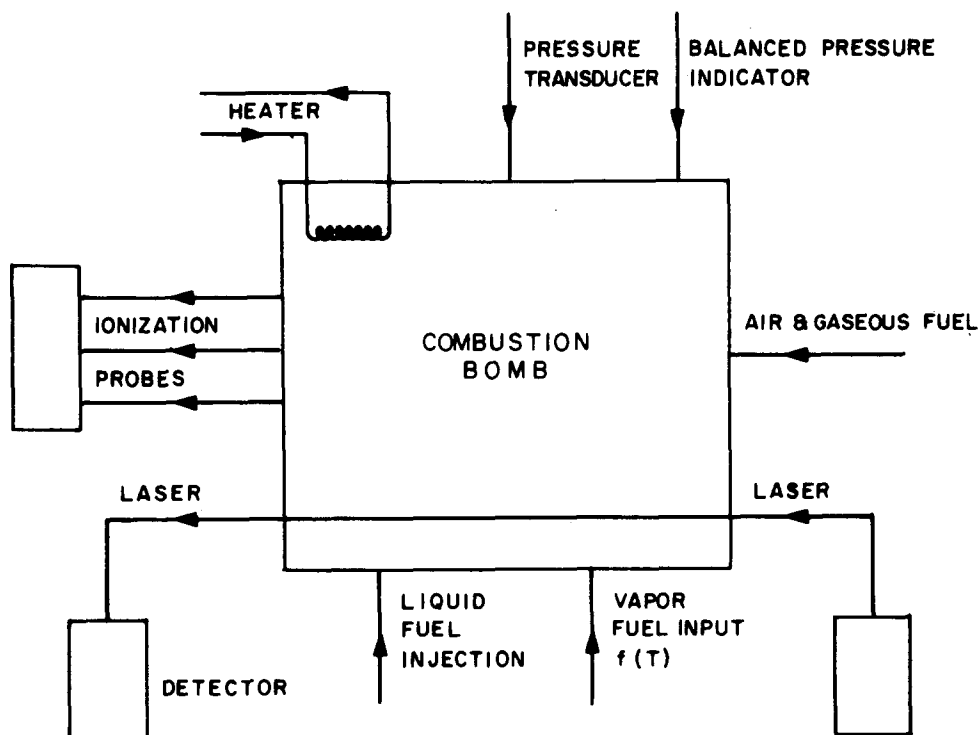 PRESSURE
TRANSDUCER
BALANCED PRESSURE
INDICATOR
HEATER
IONIZATION
PROBES
COMBUSTION
BOMB
AIR & GASEOUS FUEL
LASER
LASER
LIQUID
FUEL
INJECTION
VAPOR
FUEL INPUT
f(T)
DETECTOR